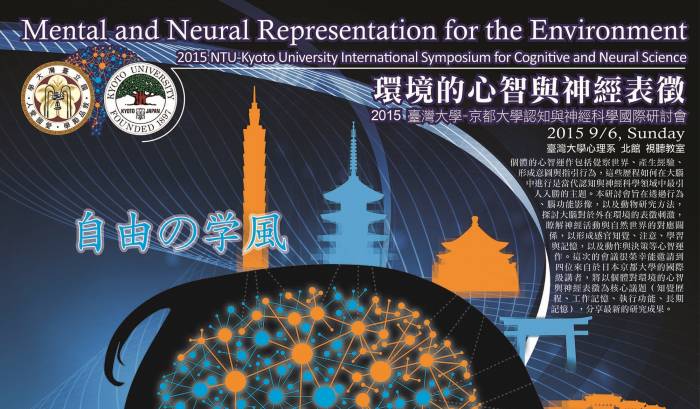 Mental and Neural Representation for the Environment
2015 NTU-Kyoto University International Symposium for Cognitive and Neural Science
環境的心智與神經表徵
2015 臺灣大學-京都大學認知與神經科學國際研討會
2015 9/6, Sunday
臺灣大學心理系 北館 視聽教室
KYOTO UNIVERSITY
KYOTO JAPAN
FOUNDED 1897
個體的心智運作包括覺察世界、產生經驗、
形成意圖與指引行為，這些歷程如何在大腦
中進行是當代認知與神經科學領域中最引
人入勝的主題。本研討會旨在透過行為
、腦功能影像，以及動物研究方法，
探討大腦對於外在環境的表徵刺激，
瞭解神經活動與自然世界的對應關
係，以形成感官知覺、注意、學習
與記憶，以及動作與決策等心智運
作。這次的會議很榮幸能邀請到
四位來自於日本京都大學的國際
級講者，將以個體對環境的心智
與神經表徵為核心議題（知覺歷
程、工作記憶、執行功能、長期
記憶），分享最新的研究成果。
自由の学風